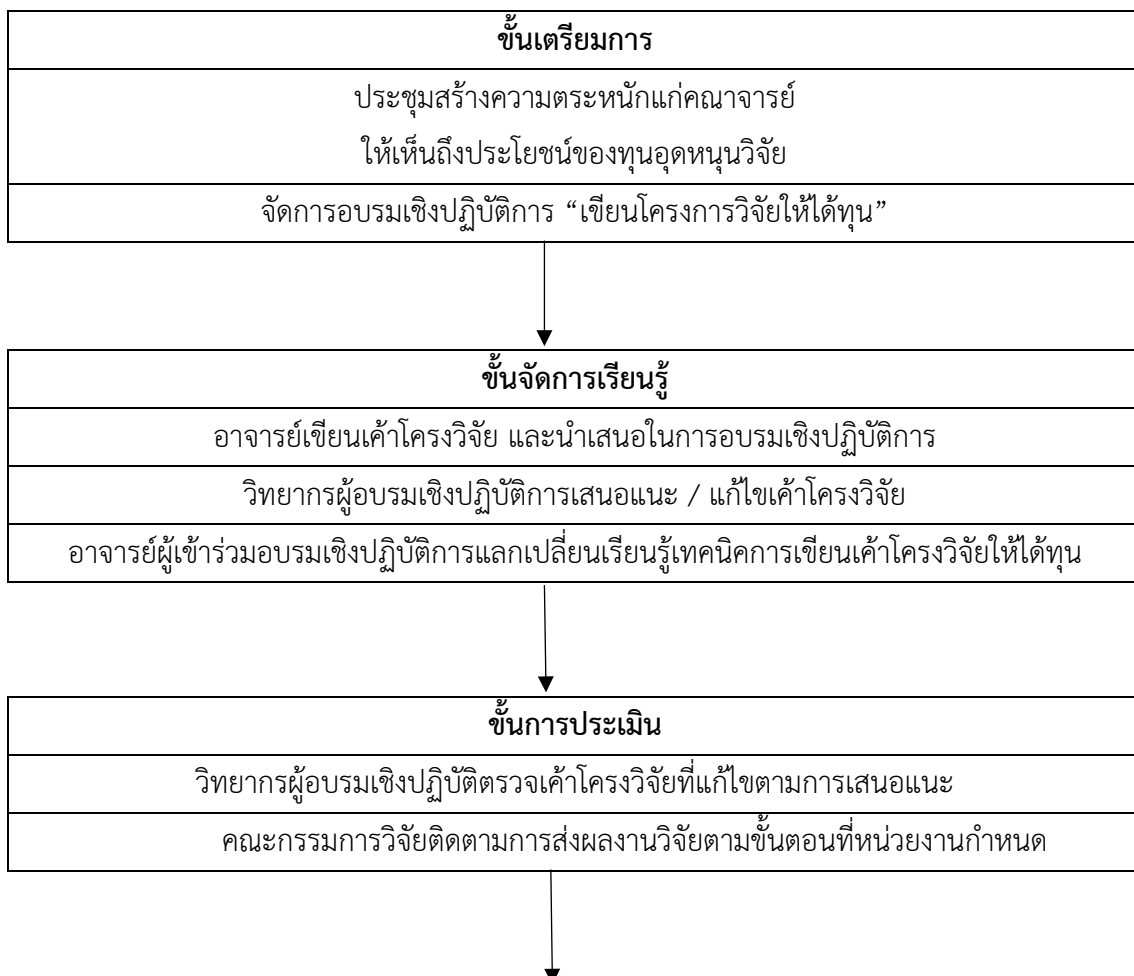 ขั้นเตรียมการ
ประชุมสร้างความตระหนักแก่คณาจารย์
ให้เห็นถึงประโยชน์ของทุนอุดหนุนวิจัย
จัดการอบรมเชิงปฏิบัติการ “เขียนโครงการวิจัยให้ได้ทุน”
ขั้นจัดการเรียนรู้
อาจารย์เขียนเค้าโครงวิจัย และนำเสนอในการอบรมเชิงปฏิบัติการ
วิทยากรผู้อบรมเชิงปฏิบัติการเสนอแนะ / แก้ไขเค้าโครงวิจัย
อาจารย์ผู้เข้าร่วมอบรมเชิงปฏิบัติการแลกเปลี่ยนเรียนรู้เทคนิคการเขียนเค้าโครงวิจัยให้ได้ทุน
ขั้นการประเมิน
วิทยากรผู้อบรมเชิงปฏิบัติตรวจเค้าโครงวิจัยที่แก้ไขตามการเสนอแนะ
คณะกรรมการวิจัยติดตามการส่งผลงานวิจัยตามขั้นตอนที่หน่วยงานกำหนด